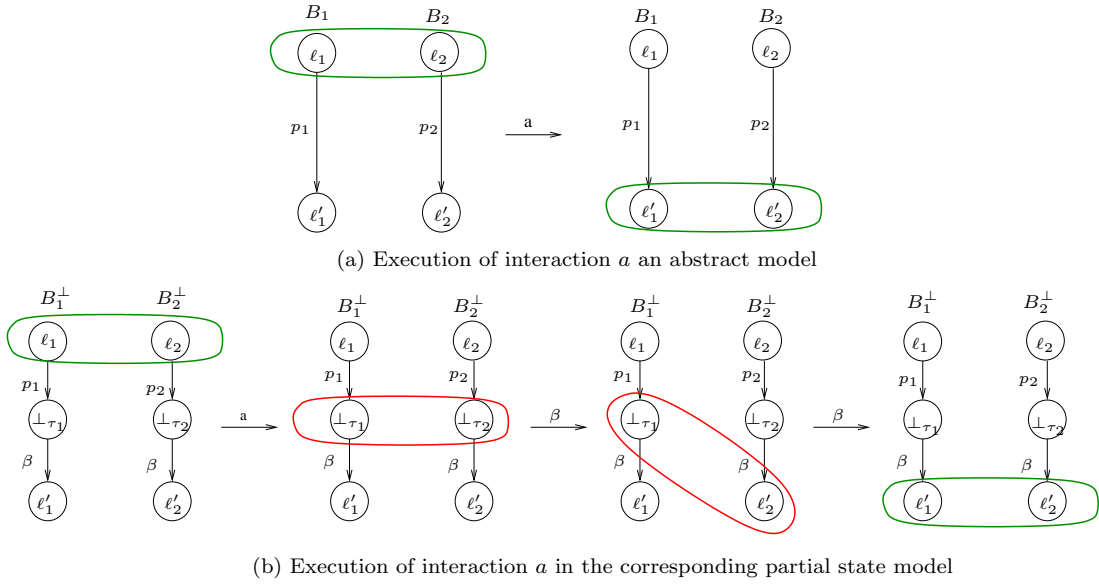 B₁ B₂ B₁ B₂
ℓ₁ ℓ₂ ℓ₁ ℓ₂
p₁ p₂ a p₁ p₂
ℓ′₁ ℓ′₂ ℓ′₁ ℓ′₂
(a) Execution of interaction a an abstract model
B₁^⊥ B₂^⊥ B₁^⊥ B₂^⊥ B₁^⊥ B₂^⊥ B₁^⊥ B₂^⊥
ℓ₁ ℓ₂ ℓ₁ ℓ₂ ℓ₁ ℓ₂ ℓ₁ ℓ₂
p₁ p₂ p₁ p₂ p₁ p₂ p₁ p₂
⊥τ₁ ⊥τ₂ a ⊥τ₁ ⊥τ₂ β ⊥τ₁ ⊥τ₂ β ⊥τ₁ ⊥τ₂
β β β β β β β β
ℓ′₁ ℓ′₂ ℓ′₁ ℓ′₂ ℓ′₁ ℓ′₂ ℓ′₁ ℓ′₂
(b) Execution of interaction a in the corresponding partial state model